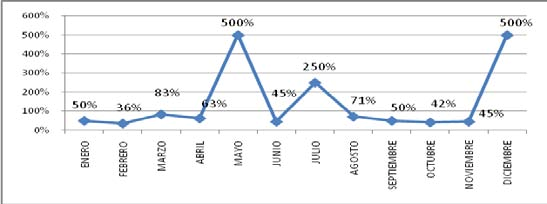 600%
500%
400%
300%
200%
100%
0%
50%
36%
83%
63%
500%
45%
250%
71%
50%
42%
45%
500%
ENERO
FEBRERO
MARZO
ABRIL
MAYO
JUNIO
JULIO
AGOSTO
SEPTIEMBRE
OCTUBRE
NOVIEMBRE
DICIEMBRE